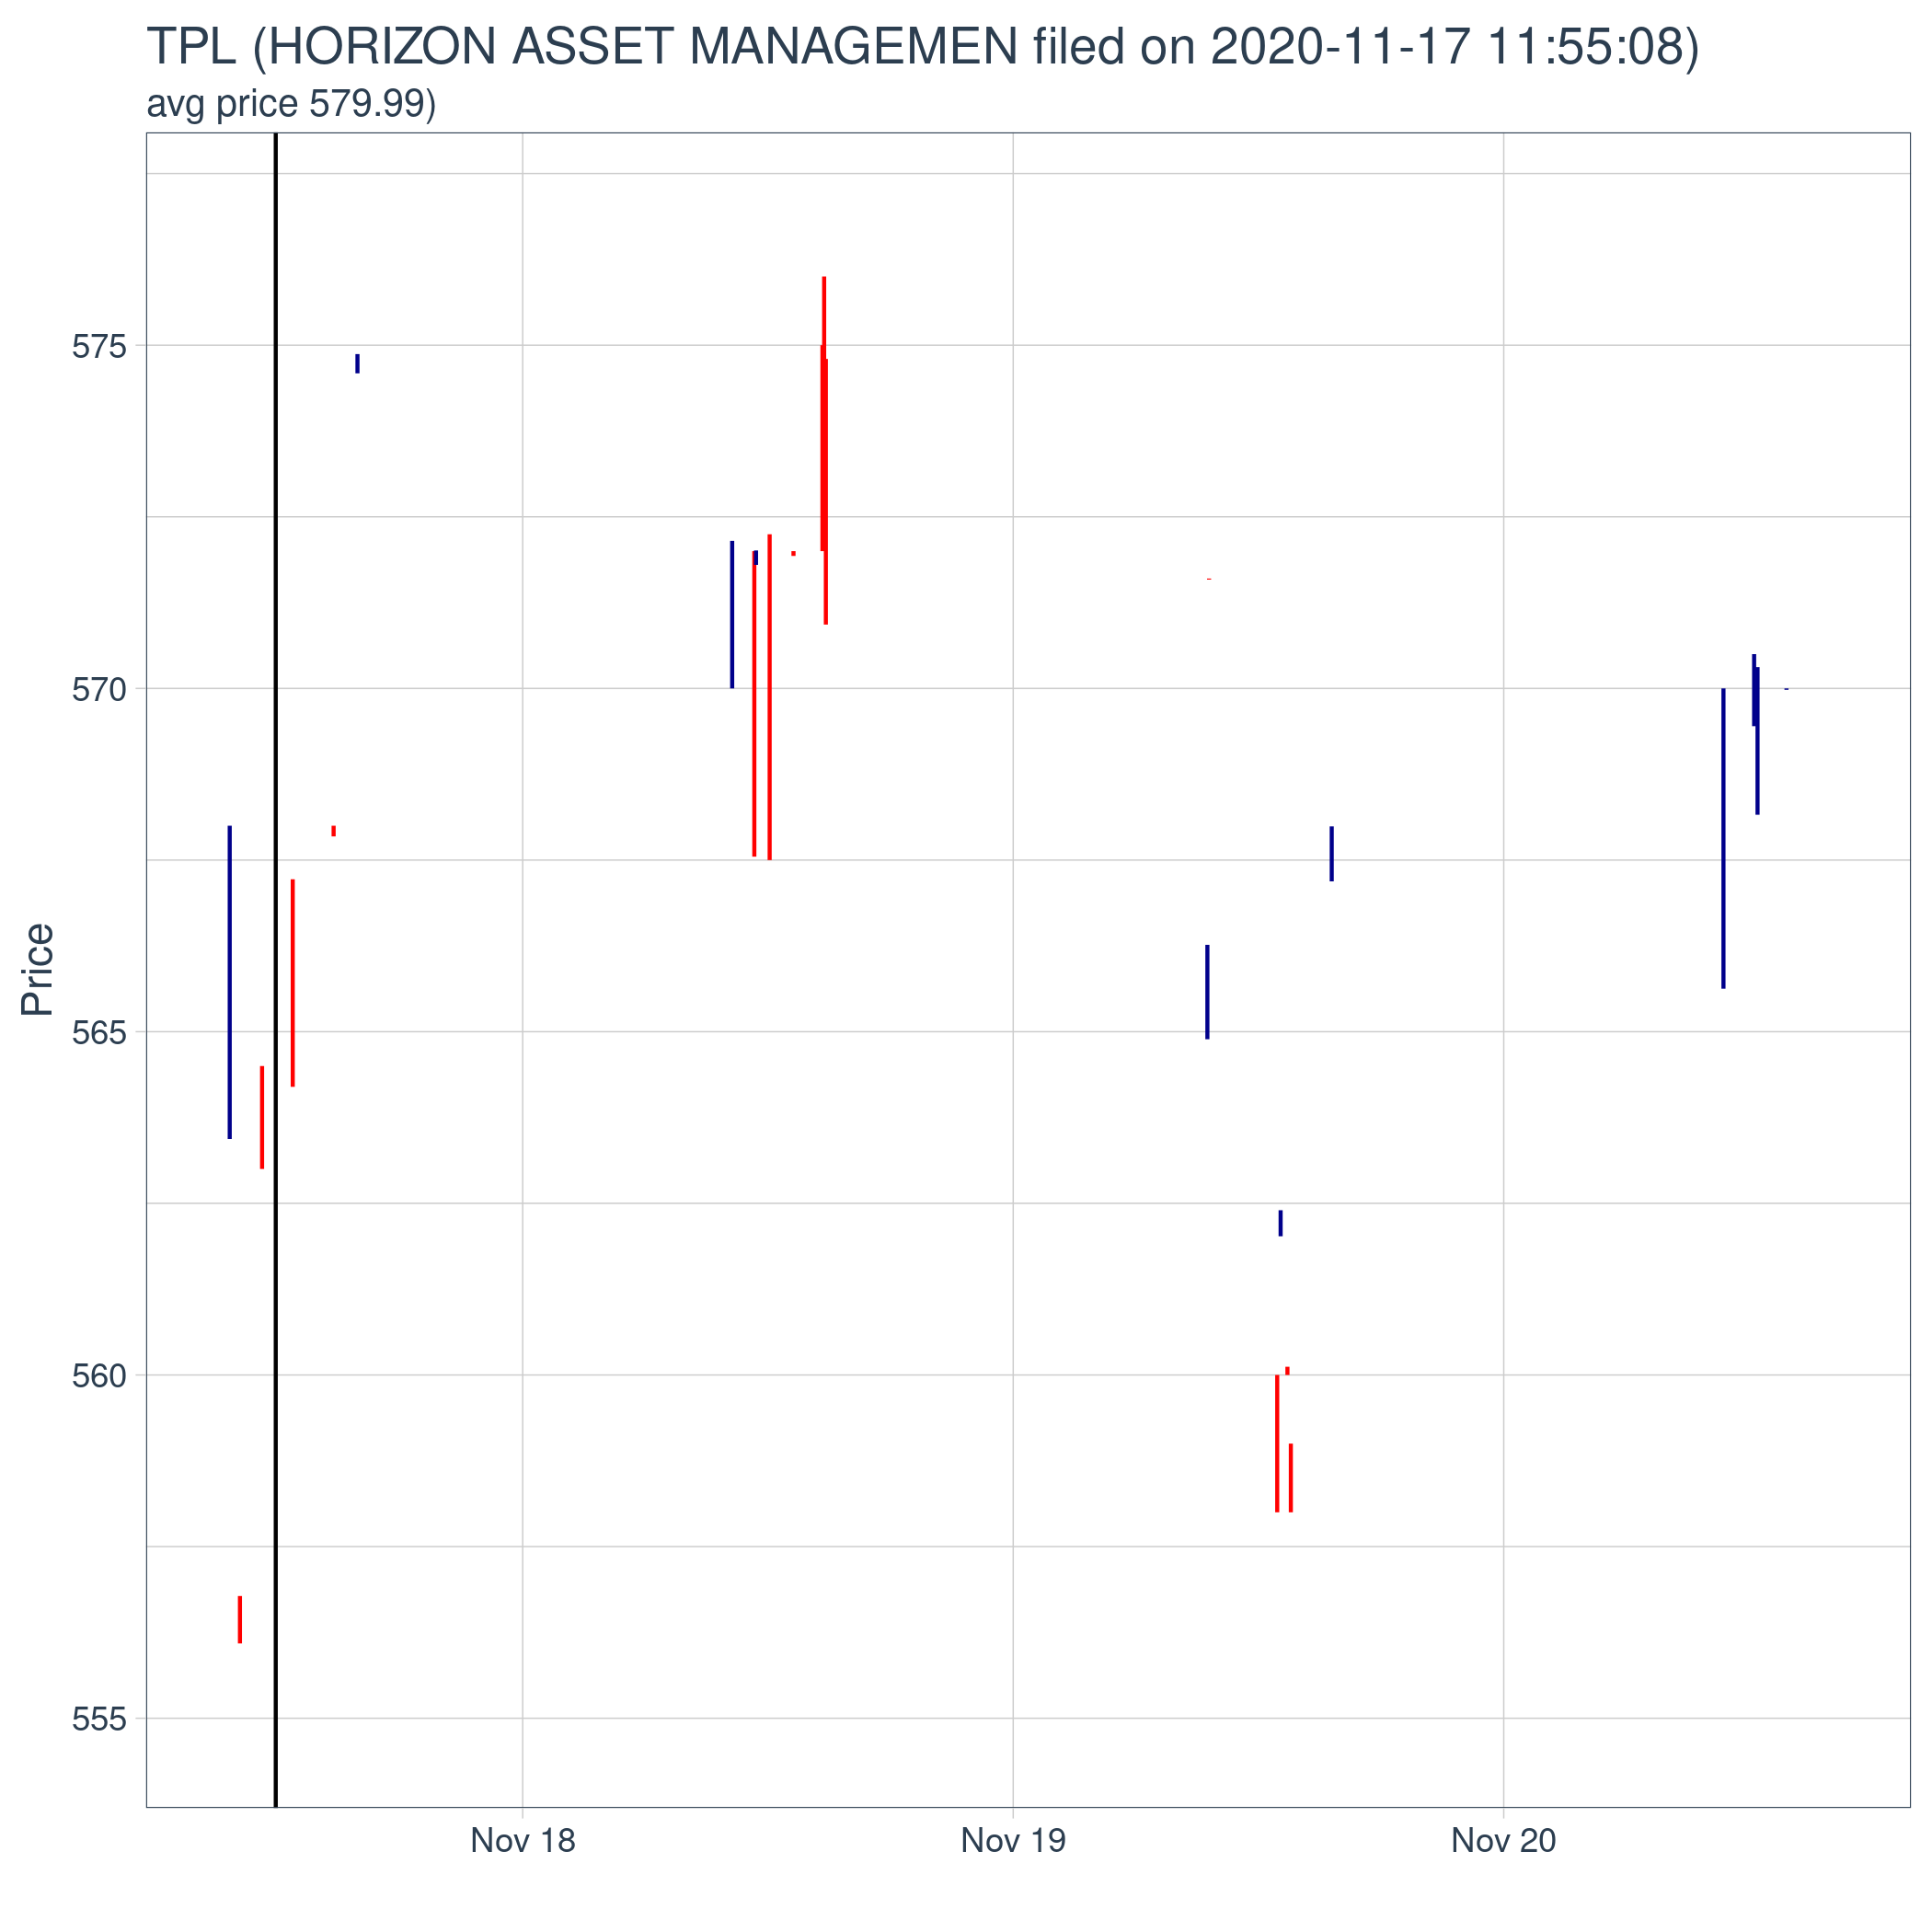 TPL (HORIZON ASSET MANAGEMEN filed on 2020-11-17 11:55:08)
avg price 579.99)
575
570
565
560
555
Price
Nov 18
Nov 19
Nov 20